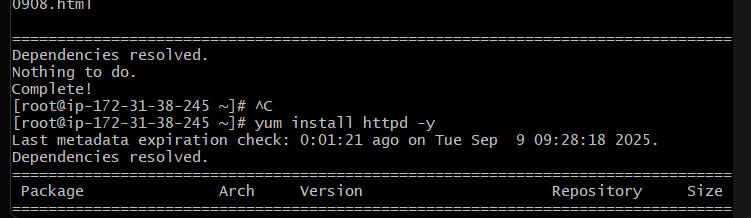 0908.html
================================================================================
Dependencies resolved.
Nothing to do.
Complete!
[root@ip-172-31-38-245 ~]# ^C
[root@ip-172-31-38-245 ~]# yum install httpd -y
Last metadata expiration check: 0:01:21 ago on Tue Sep  9 09:28:18 2025.
Dependencies resolved.
================================================================================
 Package                Arch     Version                     Repository     Size
================================================================================